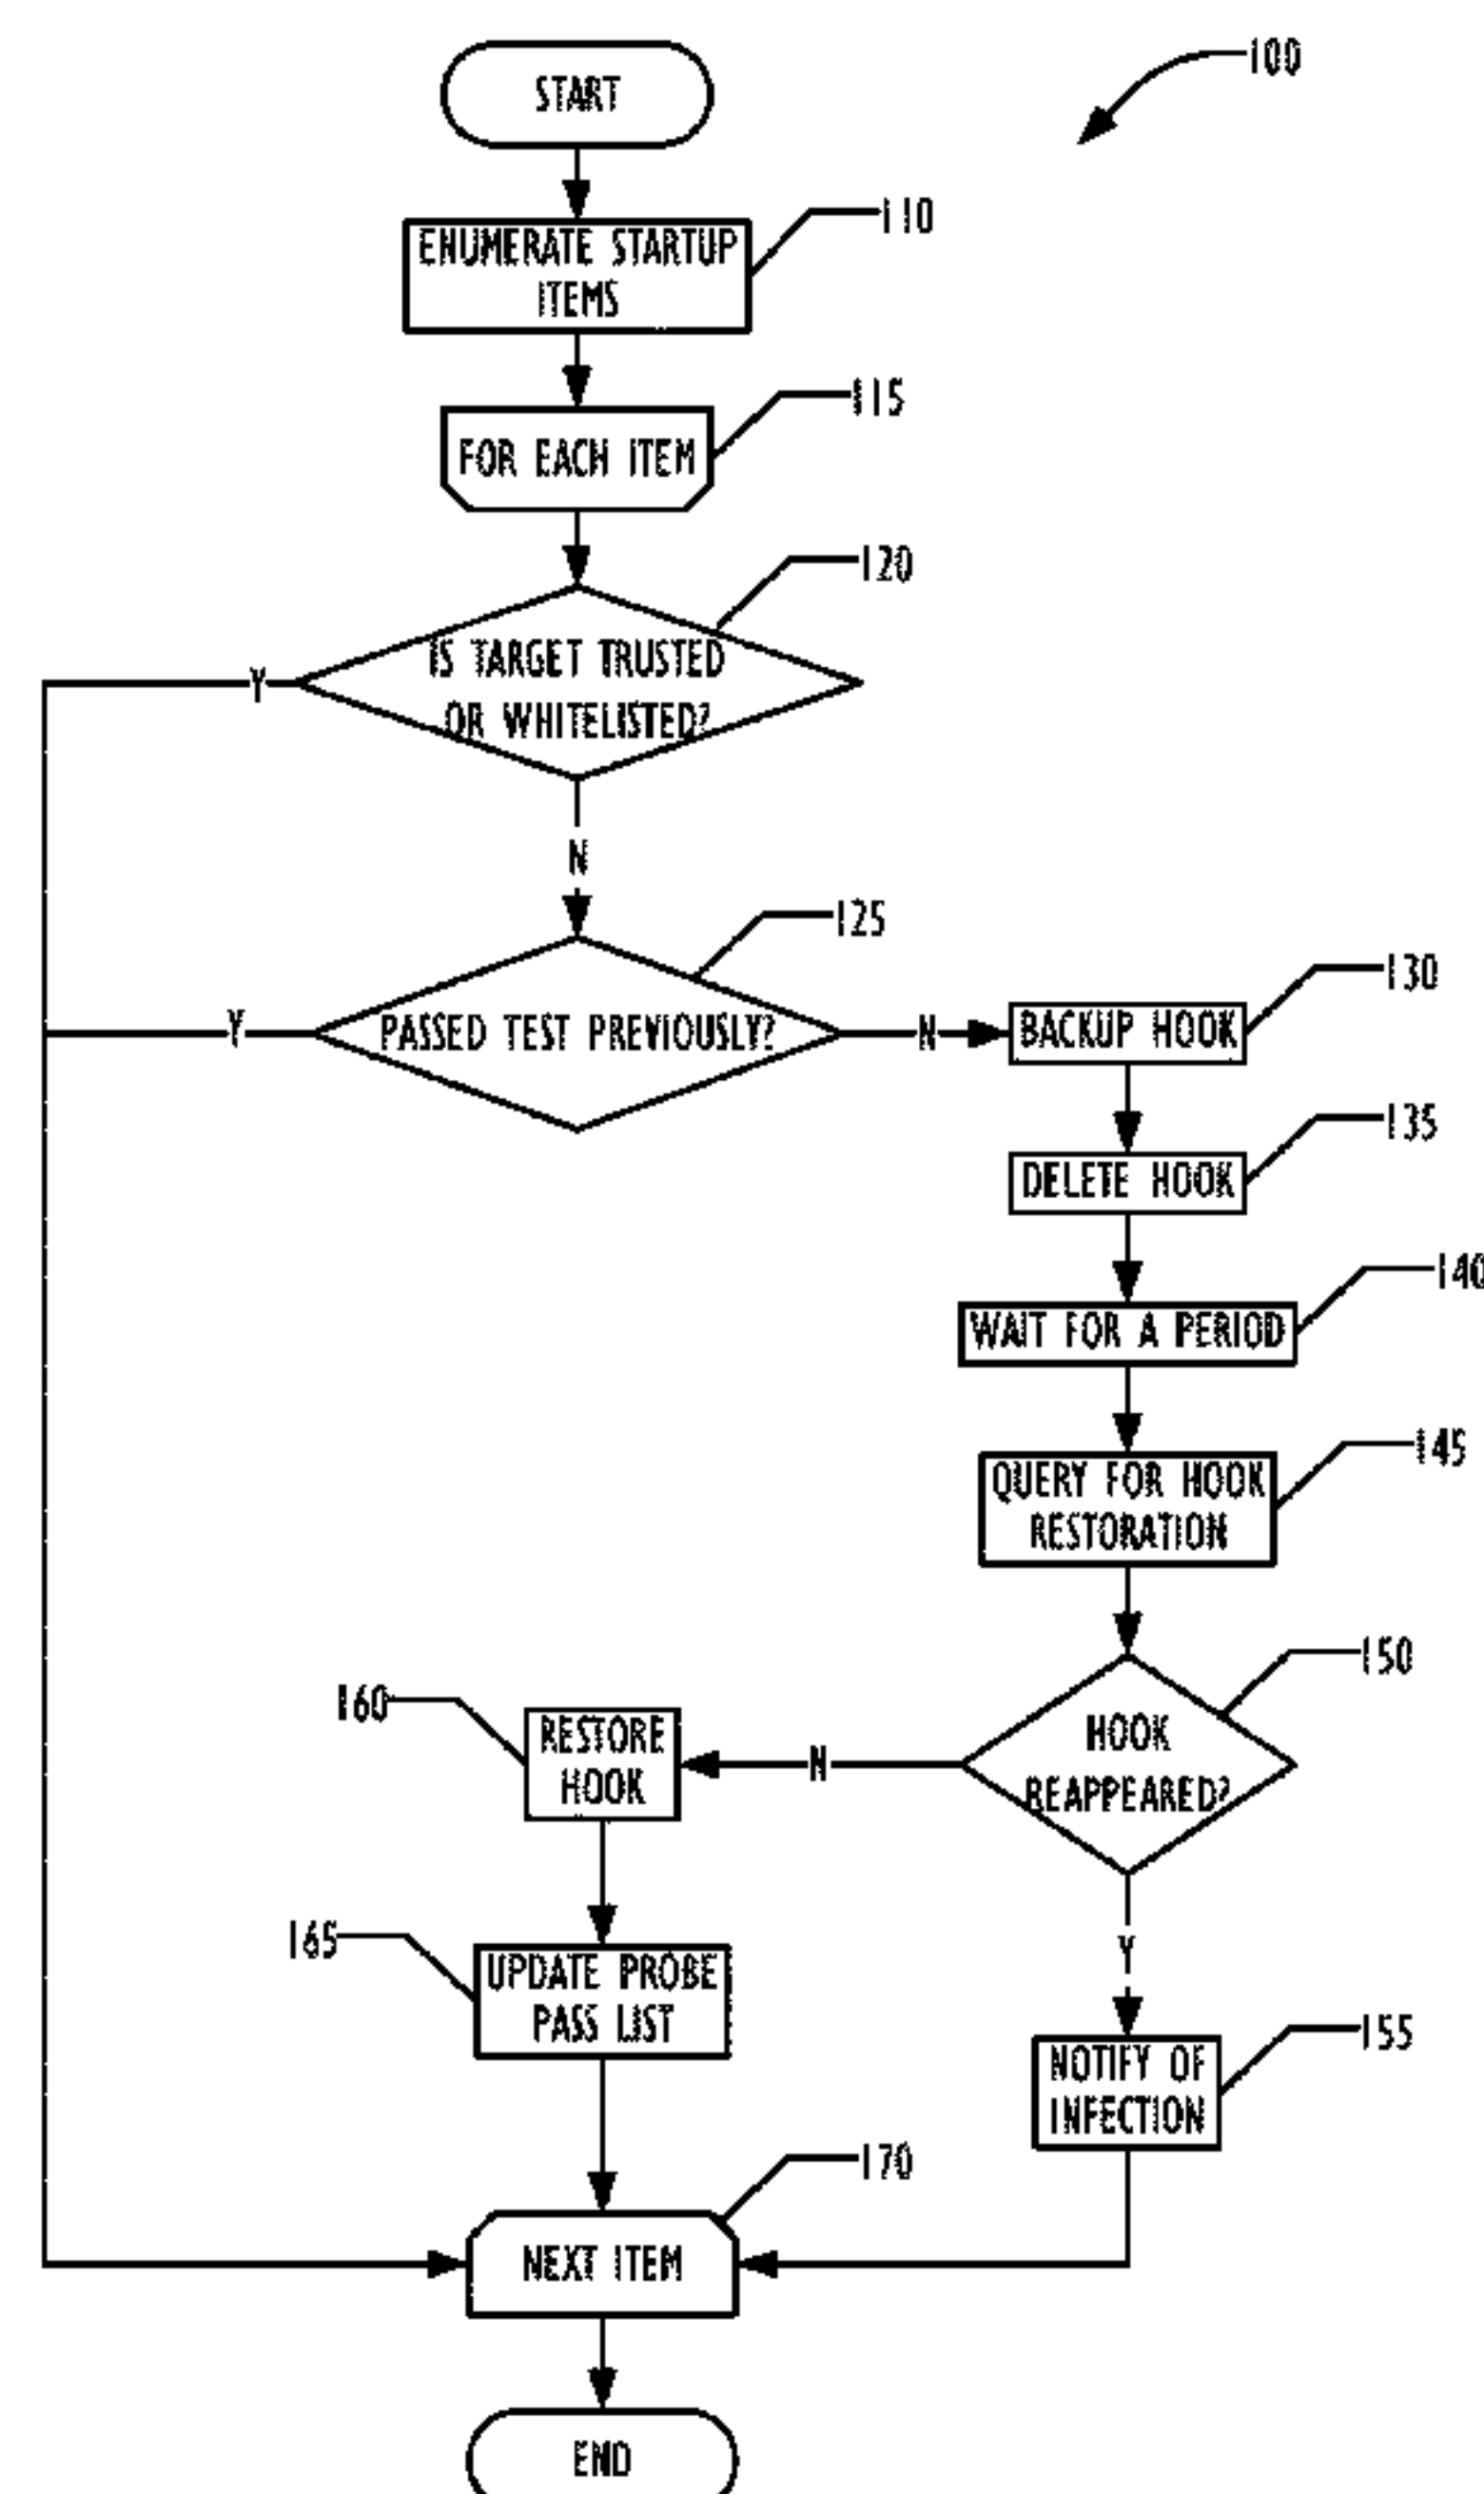 100
START
110
ENUMERATE STARTUP
ITEMS
115
FOR EACH ITEM
120
IS TARGET TRUSTED
OR WHITELISTED?
Y
N
125
PASSED TEST PREVIOUSLY?
Y
N
130
BACKUP HOOK
135
DELETE HOOK
140
WAIT FOR A PERIOD
145
QUERY FOR HOOK
RESTORATION
150
HOOK
REAPPEARED?
N
Y
160
RESTORE
HOOK
165
UPDATE PROBE
PASS LIST
155
NOTIFY OF
INFECTION
170
NEXT ITEM
END